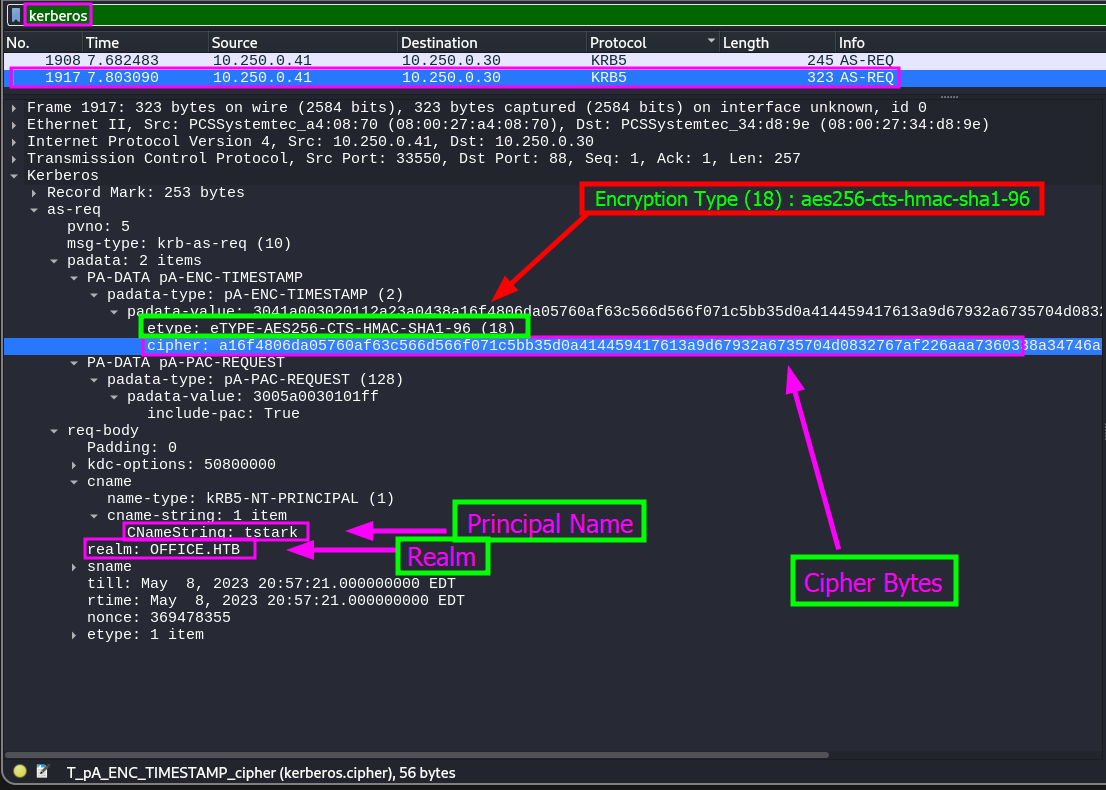 kerberos
No. Time Source Destination Protocol Length Info
1908 7.682483 10.250.0.41 10.250.0.30 KRB5 245 AS-REQ
1917 7.803090 10.250.0.41 10.250.0.30 KRB5 323 AS-REQ
Frame 1917: 323 bytes on wire (2584 bits), 323 bytes captured (2584 bits) on interface unknown, id 0
Ethernet II, Src: PCSSystemtec_a4:08:70 (08:00:27:a4:08:70), Dst: PCSSystemtec_34:d8:9e (08:00:27:34:d8:9e)
Internet Protocol Version 4, Src: 10.250.0.41, Dst: 10.250.0.30
Transmission Control Protocol, Src Port: 33550, Dst Port: 88, Seq: 1, Ack: 1, Len: 257
Kerberos
Record Mark: 253 bytes
Encryption Type (18) : aes256-cts-hmac-sha1-96
as-req
pvno: 5
msg-type: krb-as-req (10)
padata: 2 items
PA-DATA pA-ENC-TIMESTAMP
padata-type: pA-ENC-TIMESTAMP (2)
padata-value: 3041a003020112a23a0438a16f4806da05760af63c566d566f071c5bb35d0a414459417613a9d67932a6735704d0832
etype: eTYPE-AES256-CTS-HMAC-SHA1-96 (18)
cipher: a16f4806da05760af63c566d566f071c5bb35d0a414459417613a9d67932a6735704d0832767af226aaa7360338a34746a
PA-DATA pA-PAC-REQUEST
padata-type: pA-PAC-REQUEST (128)
padata-value: 3005a0030101ff
include-pac: True
req-body
Padding: 0
kdc-options: 50800000
cname
name-type: kRB5-NT-PRINCIPAL (1)
cname-string: 1 item
CNameString: tstark
Principal Name
realm: OFFICE.HTB
Realm
sname
till: May  8, 2023 20:57:21.000000000 EDT
Cipher Bytes
rtime: May  8, 2023 20:57:21.000000000 EDT
nonce: 369478355
etype: 1 item
T_pA_ENC_TIMESTAMP_cipher (kerberos.cipher), 56 bytes